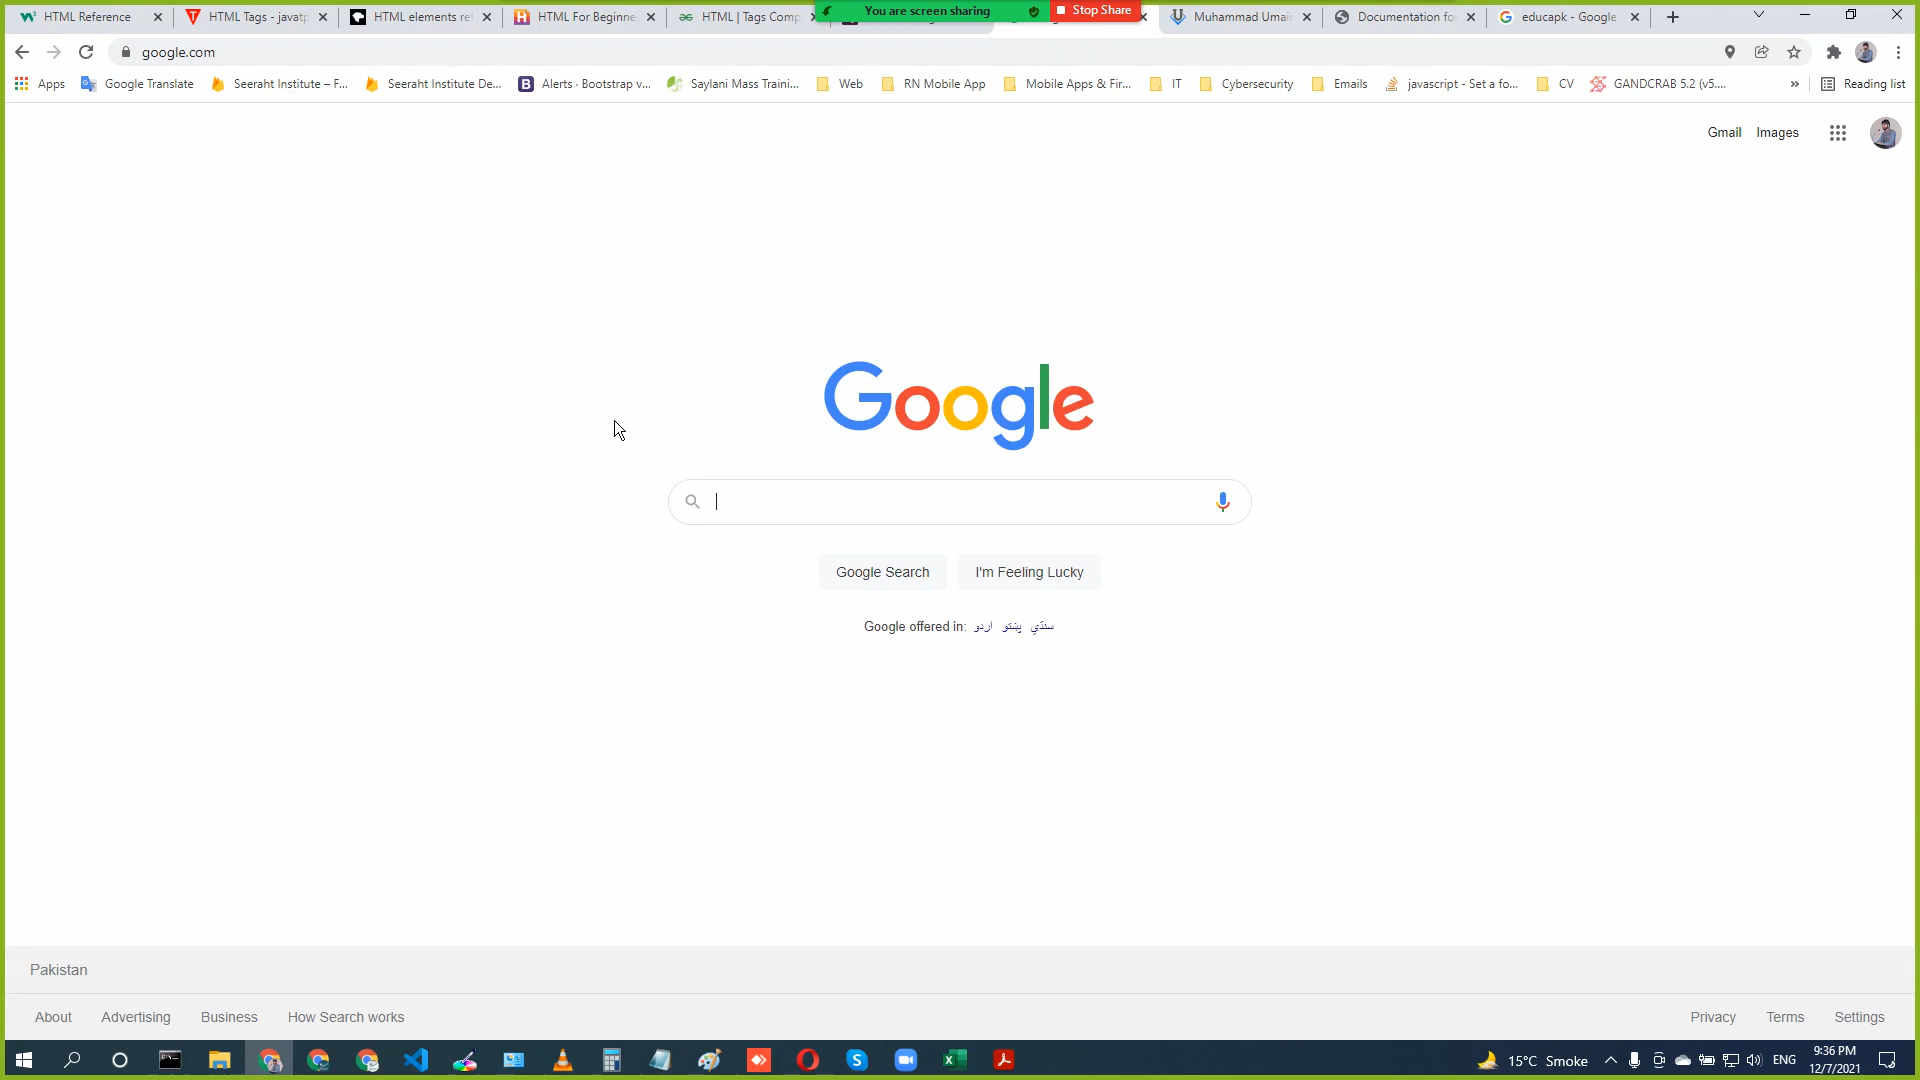 HTML Reference
HTML Tags - javatp
HTML elements ref
HTML For Beginne
HTML | Tags Comp
You are screen sharing
Stop Share
Muhammad Umair
Documentation fo
educapk - Google
google.com
Apps
Google Translate
Seeraht Institute – F...
Seeraht Institute De...
Alerts · Bootstrap v...
Saylani Mass Traini...
Web
RN Mobile App
Mobile Apps & Fir...
IT
Cybersecurity
Emails
javascript - Set a fo...
CV
GANDCRAB 5.2 (v5....
»
Reading list
Gmail
Images
Google
Google Search
I'm Feeling Lucky
Google offered in: اردو پښتو سنڌي
Pakistan
About
Advertising
Business
How Search works
Privacy
Terms
Settings
15°C Smoke
ENG
9:36 PM
12/7/2021